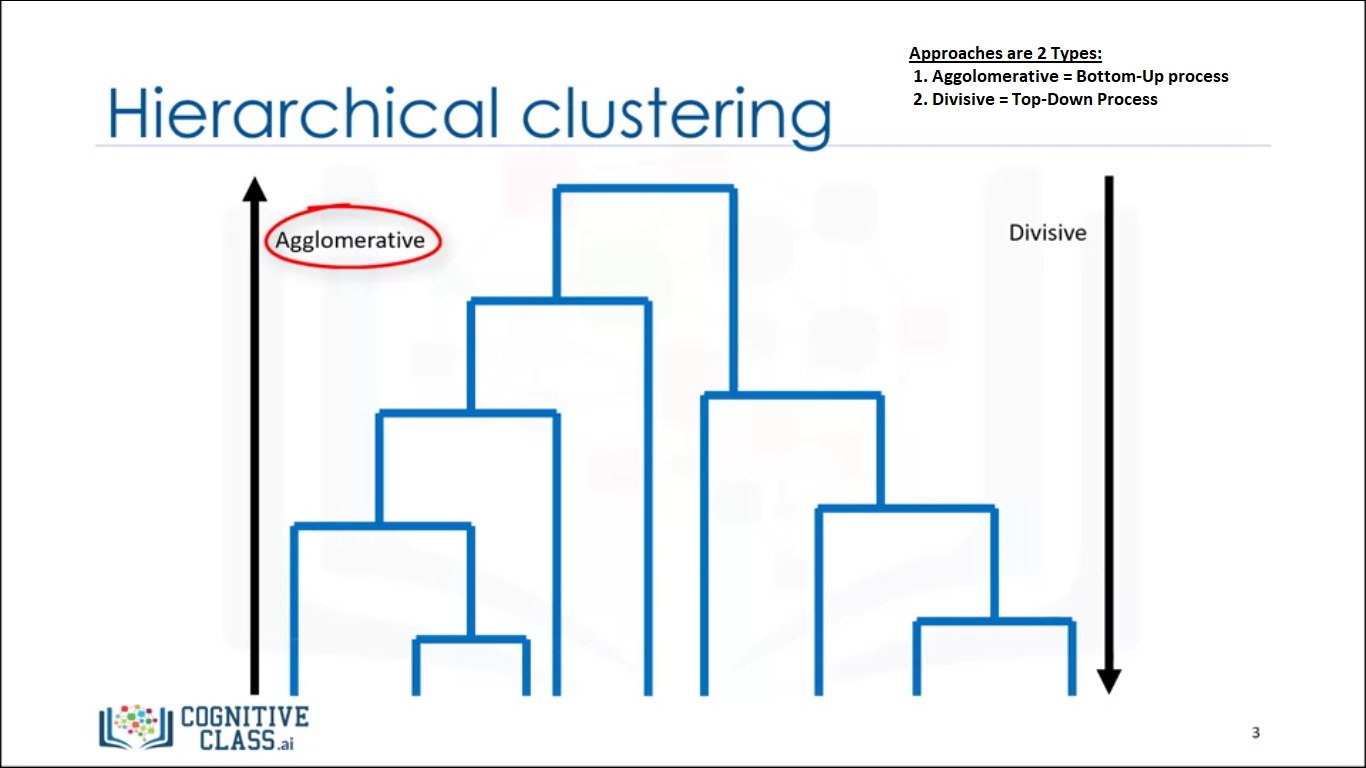 Approaches are 2 Types:
1. Aggolomerative = Bottom-Up process
2. Divisive = Top-Down Process
Hierarchical clustering
Agglomerative
Divisive
COGNITIVE
CLASS.ai
3